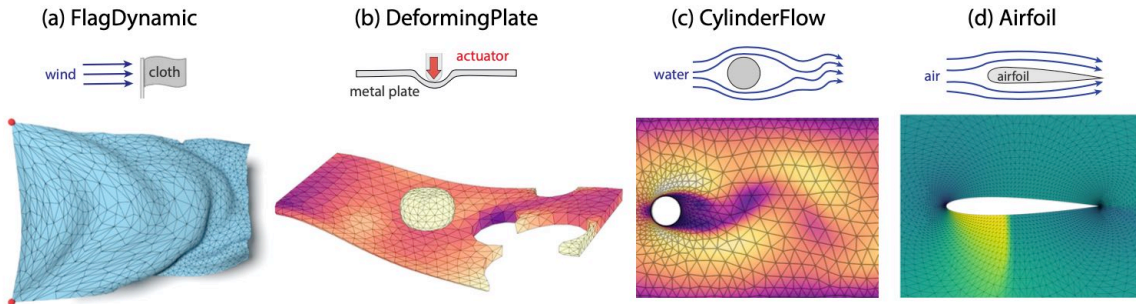 (a) FlagDynamic
(b) DeformingPlate
(c) CylinderFlow
(d) Airfoil
wind
cloth
actuator
metal plate
water
air
airfoil